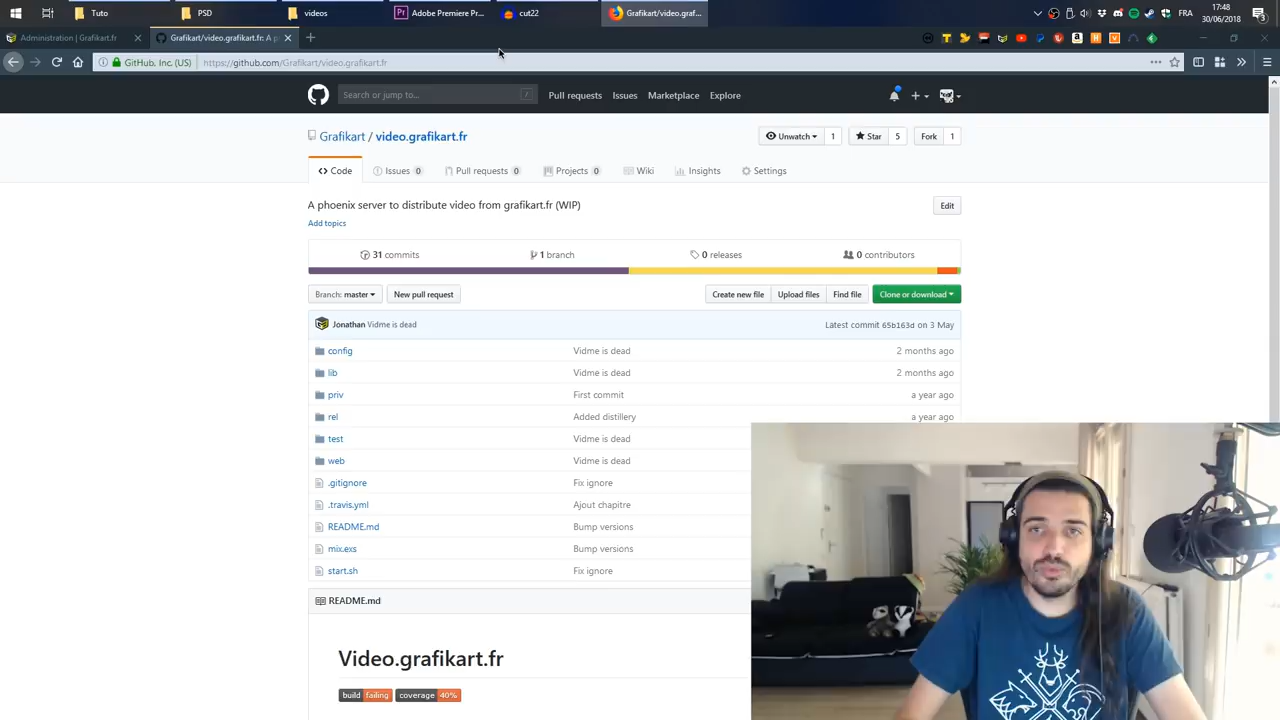 Tuto
PSD
videos
Adobe Premiere Pr...
cut22
Grafikart/video.graf...
FR
17:48
30/06/2018
Administration | Grafikart.fr
Grafikart/video.grafikart.fr: A p
GitHub, Inc. (US)
https://github.com/Grafikart/video.grafikart.fr
Search or jump to...
/
Pull requests
Issues
Marketplace
Explore
Grafikart / video.grafikart.fr
Unwatch
1
Star
5
Fork
1
Code
Issues 0
Pull requests 0
Projects 0
Wiki
Insights
Settings
A phoenix server to distribute video from grafikart.fr (WIP)
Edit
Add topics
31 commits
1 branch
0 releases
0 contributors
Branch: master
New pull request
Create new file
Upload files
Find file
Clone or download
Jonathan Vidme is dead
Latest commit 65b163d on 3 May
config
Vidme is dead
2 months ago
lib
Vidme is dead
2 months ago
priv
First commit
a year ago
rel
Added distillery
a year ago
test
Vidme is dead
web
Vidme is dead
.gitignore
Fix ignore
.travis.yml
Ajout chapitre
README.md
Bump versions
mix.exs
Bump versions
start.sh
Fix ignore
README.md
Video.grafikart.fr
build failing
coverage 40%